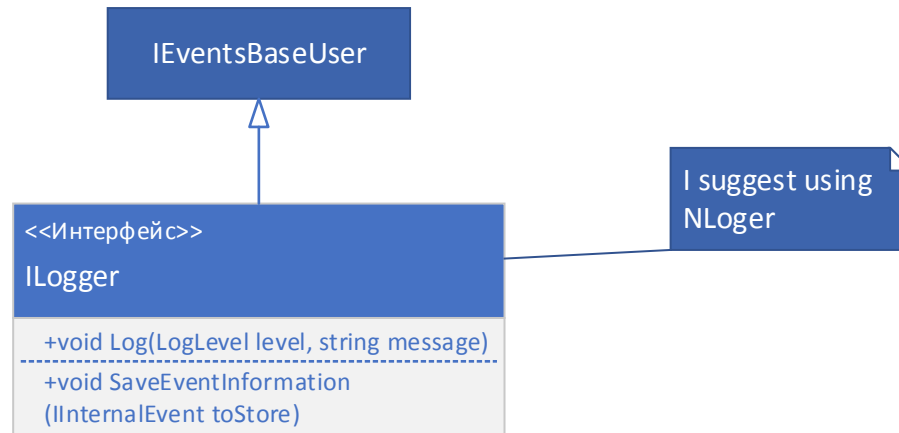 IEventsBaseUser
I suggest using
NLoger
<<Интерфейс>>
ILogger
+void Log(LogLevel level, string message)
+void SaveEventInformation
(IInternalEvent toStore)